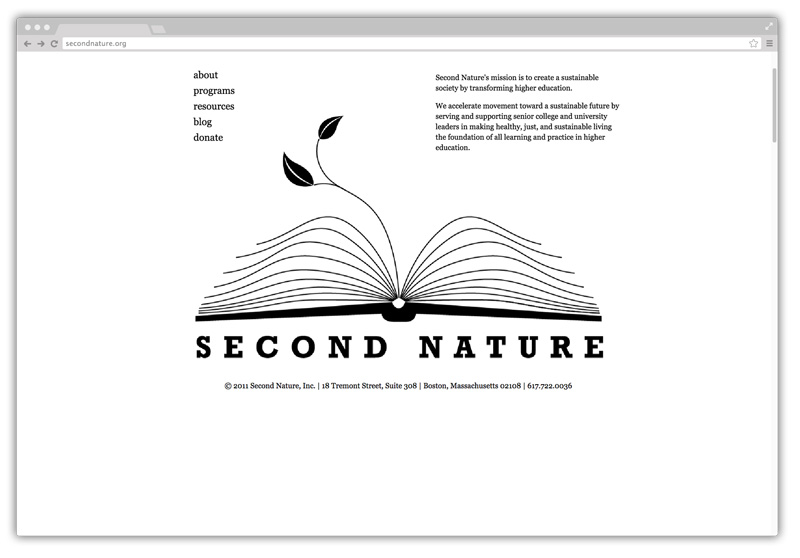 secondnature.org
about
programs
resources
blog
donate
Second Nature's mission is to create a sustainable
society by transforming higher education.
We accelerate movement toward a sustainable future by
serving and supporting senior college and university
leaders in making healthy, just, and sustainable living
the foundation of all learning and practice in higher
education.
SECOND NATURE
© 2011 Second Nature, Inc. | 18 Tremont Street, Suite 308 | Boston, Massachusetts 02108 | 617.722.0036